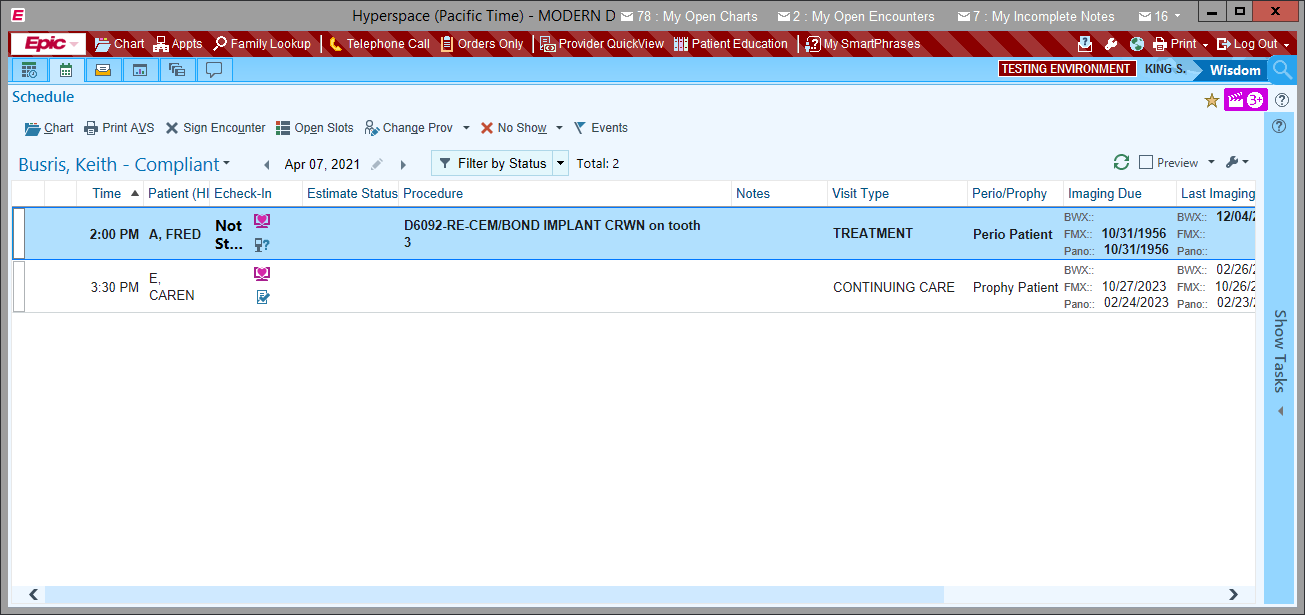 E Hyperspace (Pacific Time) - MODERN D 78 : My Open Charts 2 : My Open Encounters 7 : My Incomplete Notes 16
Epic Chart Appts Family Lookup Telephone Call Orders Only Provider QuickView Patient Education My SmartPhrases Print Log Out
TESTING ENVIRONMENT KING S. Wisdom
Schedule
3+
Chart Print AVS Sign Encounter Open Slots Change Prov No Show Events
Busris, Keith - Compliant Apr 07, 2021 Filter by Status Total: 2 Preview
Time Patient (HI Echeck-In Estimate Status Procedure Notes Visit Type Perio/Prophy Imaging Due Last Imaging
2:00 PM A, FRED Not St... D6092-RE-CEM/BOND IMPLANT CRWN on tooth 3 TREATMENT Perio Patient
BWX:: BWX:: 12/04/2
FMX:: 10/31/1956 FMX::
Pano:: 10/31/1956 Pano::
3:30 PM E, CAREN CONTINUING CARE Prophy Patient
BWX:: BWX:: 02/26/2
FMX:: 10/27/2023 FMX:: 10/26/2
Pano:: 02/24/2023 Pano:: 02/23/2
Show Tasks